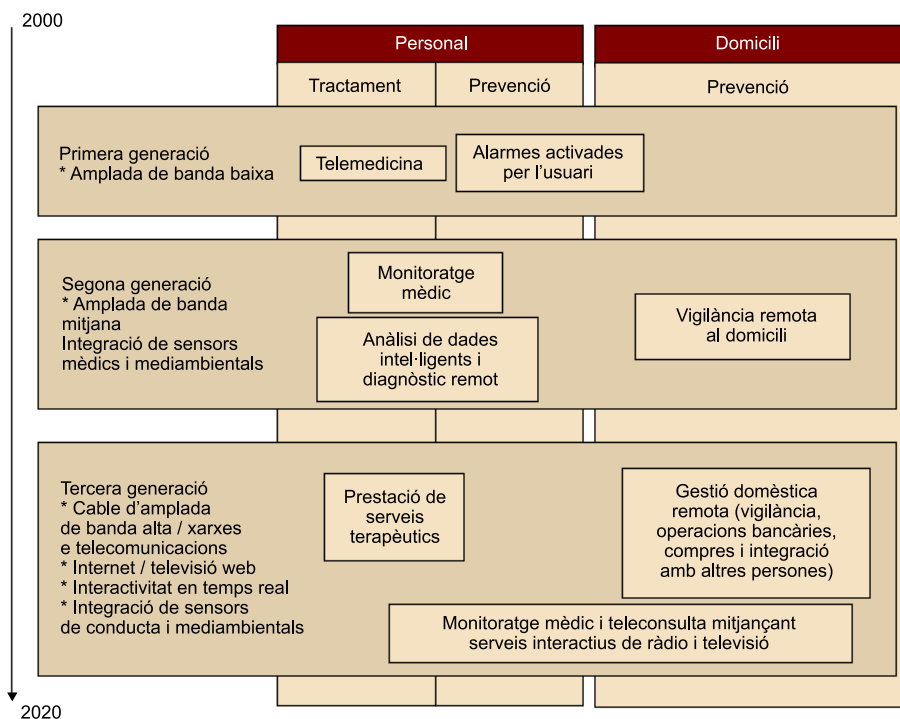 2000
Personal
Domicili
Tractament
Prevenció
Prevenció
Primera generació
* Amplada de banda baixa
Telemedicina
Alarmes activades
per l'usuari
Segona generació
* Amplada de banda
mitjana
Integració de sensors
mèdics i mediambientals
Monitoratge
mèdic
Anàlisi de dades
intel·ligents i
diagnòstic remot
Vigilància remota
al domicili
Tercera generació
* Cable d'amplada
de banda alta / xarxes
e telecomunicacions
* Internet / televisió web
* Interactivitat en temps real
* Integració de sensors
de conducta i mediambientals
Prestació de
serveis
terapèutics
Gestió domèstica
remota (vigilància,
operacions bancàries,
compres i integració
amb altres persones)
Monitoratge mèdic i teleconsulta mitjançant
serveis interactius de ràdio i televisió
2020